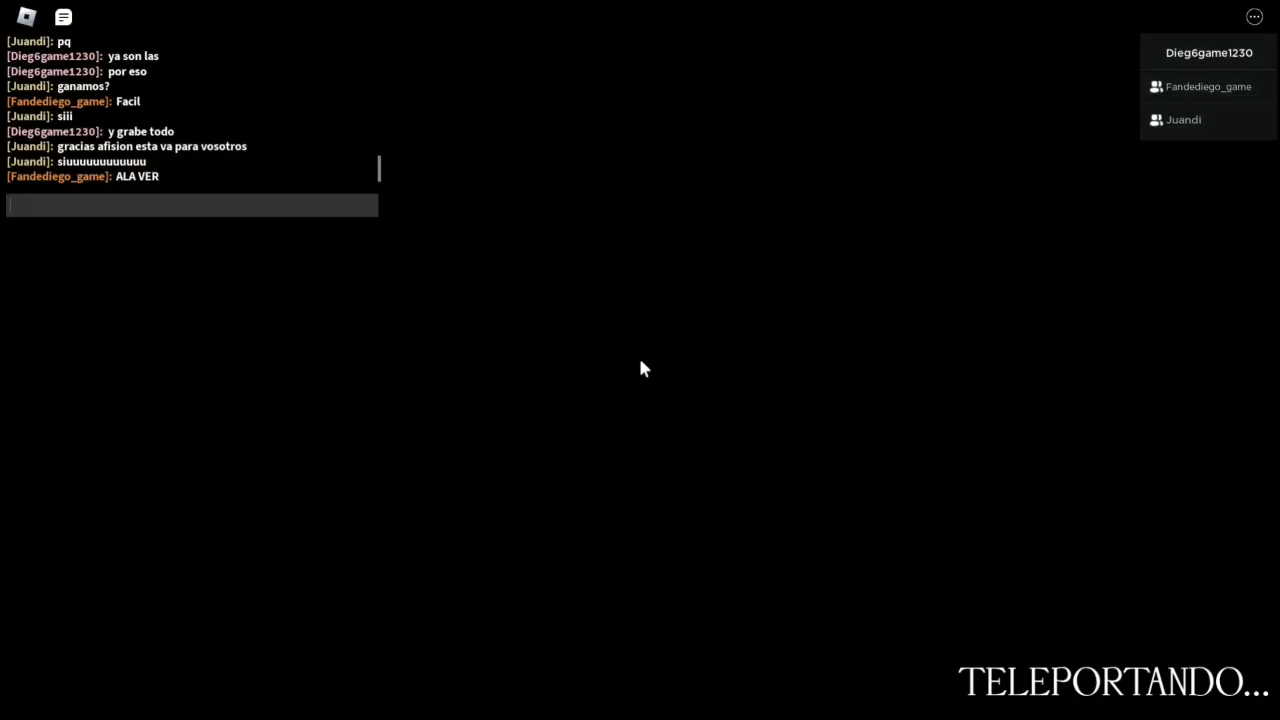 [Juandi]: pq
[Dieg6game1230]: ya son las
[Dieg6game1230]: por eso
[Juandi]: ganamos?
[Fandediego_game]: Facil
[Juandi]: siii
[Dieg6game1230]: y grabe todo
[Juandi]: gracias afision esta va para vosotros
[Juandi]: siuuuuuuuuuuuu
[Fandediego_game]: ALA VER
Dieg6game1230
Fandediego_game
Juandi
TELEPORTANDO...